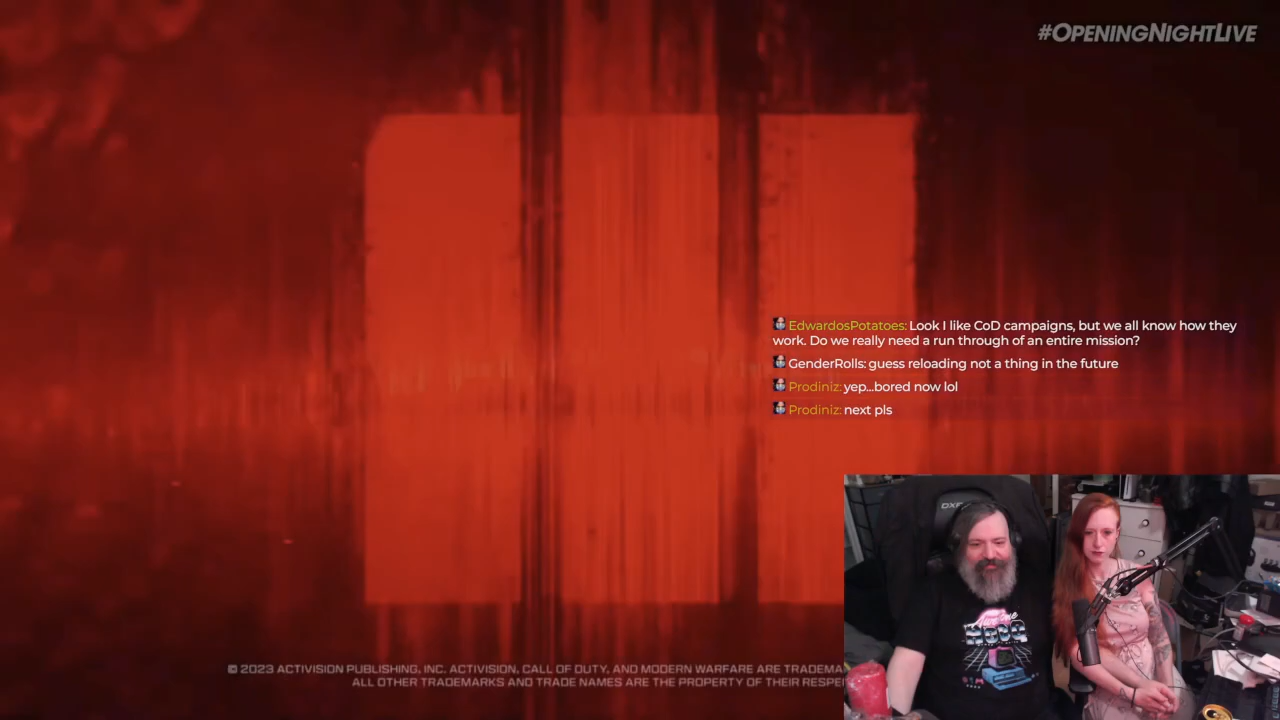 #OPENINGNIGHTLIVE
EdwardosPotatoes: Look I like CoD campaigns, but we all know how they
work. Do we really need a run through of an entire mission?
GenderRolls: guess reloading not a thing in the future
Prodiniz: yep...bored now lol
Prodiniz: next pls
© 2023 ACTIVISION PUBLISHING, INC. ACTIVISION, CALL OF DUTY, AND MODERN WARFARE ARE
ALL OTHER TRADEMARKS AND TRADE NAMES ARE THE PROPERTY OF THEIR